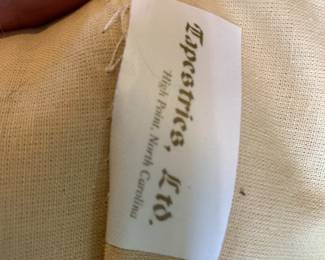 Tapestries, Ltd.
High Point, North Carolina